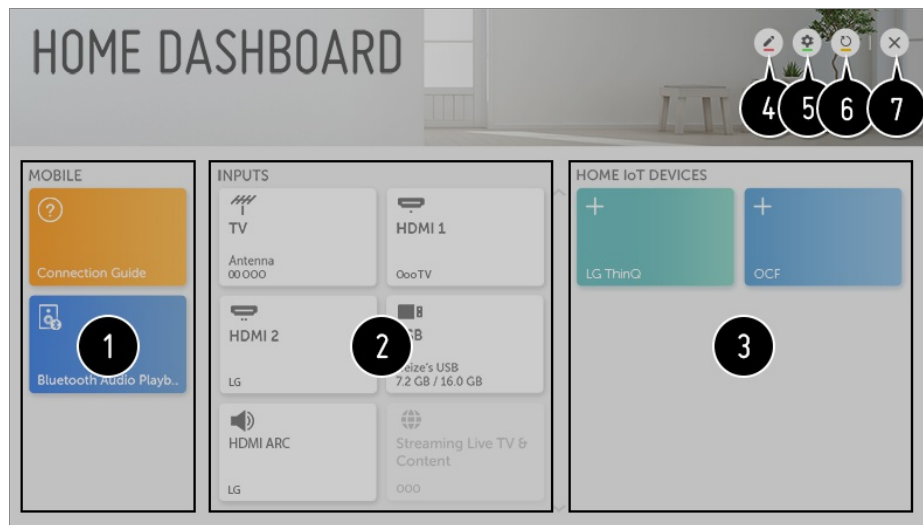 HOME DASHBOARD
4 5 6 7
MOBILE
Connection Guide
1
Bluetooth Audio Playb..
INPUTS
TV
Antenna
00 000
HDMI 1
OooTV
HDMI 2
LG
2
7.2 GB / 16.0 GB
HDMI ARC
LG
Streaming Live TV &
Content
000
HOME IoT DEVICES
LG ThinQ
OCF
3